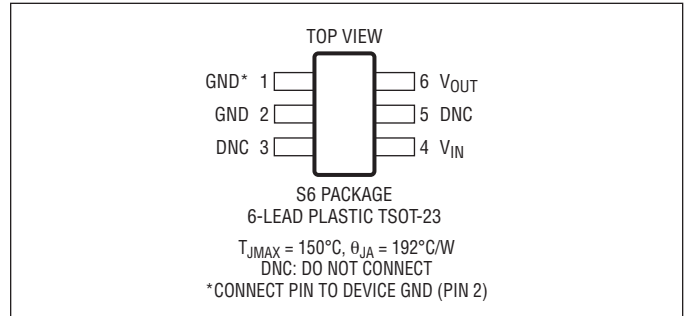 TOP VIEW
GND* 1 6 VOUT
GND 2 5 DNC
DNC 3 4 VIN
S6 PACKAGE
6-LEAD PLASTIC TSOT-23
TJMAX = 150°C, θJA = 192°C/W
DNC: DO NOT CONNECT
*CONNECT PIN TO DEVICE GND (PIN 2)